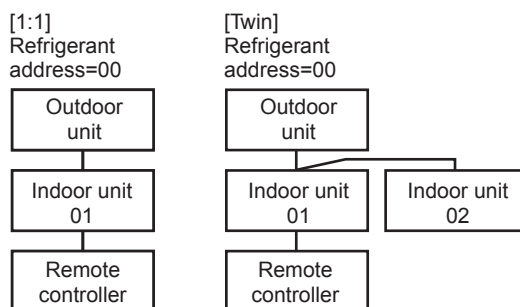 [1:1]
Refrigerant
address=00
Outdoor
unit
Indoor unit
01
Remote
controller
[Twin]
Refrigerant
address=00
Outdoor
unit
Indoor unit
01
Indoor unit
02
Remote
controller